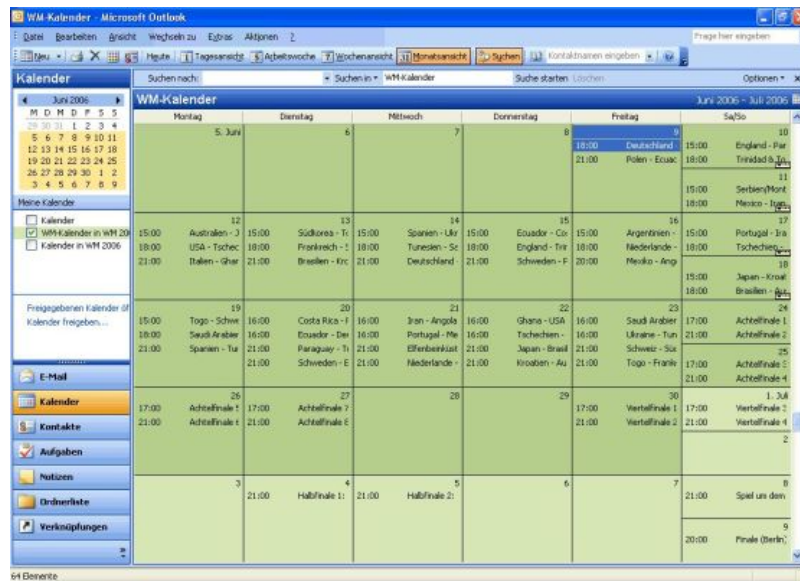 WM-Kalender - Microsoft Outlook
Datei Bearbeiten Ansicht Wechseln zu Extras Aktionen ?
Frage hier eingeben
Neu Heute 1 Tagesansicht 5 Arbeitswoche 7 Wochenansicht 31 Monatsansicht Suchen Kontaktnamen eingeben
Kalender
Suchen nach: Suchen in WM-Kalender Suche starten Löschen Optionen
Juni 2006
M D M D F S S
29 30 31 1 2 3 4
5 6 7 8 9 10 11
12 13 14 15 16 17 18
19 20 21 22 23 24 25
26 27 28 29 30 1 2
3 4 5 6 7 8 9
Meine Kalender
Kalender
WM-Kalender in WM 20
Kalender in WM 2006
Freigegebenen Kalender öf
Kalender freigeben...
E-Mail
Kalender
Kontakte
Aufgaben
Notizen
Ordnerliste
Verknüpfungen
WM-Kalender Juni 2006 - Juli 2006
Montag Dienstag Mittwoch Donnerstag Freitag Sa/So
5. Juni 6 7 8 9 10
18:00 Deutschland -
21:00 Polen - Ecuac
15:00 England - Par
18:00 Trinidad &
11
15:00 Serbien/Mont
18:00 Mexico - Iran
12 13 14 15 16 17
15:00 Australien - J 15:00 Südkorea - To 15:00 Spanien - Ukr 15:00 Ecuador - Cos 15:00 Argentinien - 15:00 Portugal - Ira
18:00 USA - Tschec 18:00 Frankreich - 18:00 Tunesien - Sa 18:00 England - Trin 18:00 Niederlande - 18:00 Tschechien -
21:00 Italien - Ghar 21:00 Brasilien - Kro 21:00 Deutschland 21:00 Schweden - P 20:00 Mexiko - Ango
18
15:00 Japan - Kroat
18:00 Brasilien -
19 20 21 22 23 24
15:00 Togo - Schwe 16:00 Costa Rica - 16:00 Iran - Angola 16:00 Ghana - USA 16:00 Saudi Arabier 17:00 Achtelfinale 1
18:00 Saudi Arabier 16:00 Ecuador - Deu 16:00 Portugal - Me 16:00 Tschechien - 16:00 Ukraine - Tun 21:00 Achtelfinale 2
21:00 Spanien - Tur 21:00 Paraguay - Tr 21:00 Elfenbeinküst 21:00 Japan - Brasil 21:00 Schweiz - Süd
21:00 Schweden - E 21:00 Niederlande - 21:00 Kroatien - Au 21:00 Togo - Frankr
25
17:00 Achtelfinale 3
21:00 Achtelfinale 4
26 27 28 29 30 1. Juli
17:00 Achtelfinale 5 17:00 Achtelfinale 7 17:00 Viertelfinale 1 17:00 Viertelfinale 3
21:00 Achtelfinale 6 21:00 Achtelfinale 8 21:00 Viertelfinale 2 21:00 Viertelfinale 4
2
3 4 5 6 7 8
21:00 Halbfinale 1: 21:00 Halbfinale 2: 21:00 Spiel um den
9
20:00 Finale (Berlin)
64 Elemente